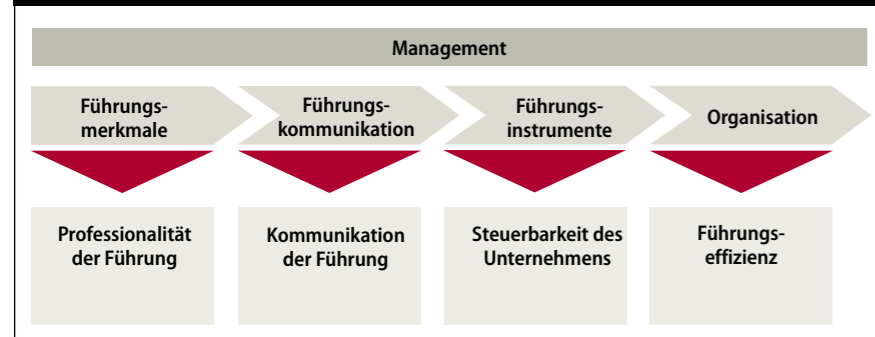 Management
Führungs-
merkmale
Führungs-
kommunikation
Führungs-
instrumente
Organisation
Professionalität
der Führung
Kommunikation
der Führung
Steuerbarkeit des
Unternehmens
Führungs-
effizienz